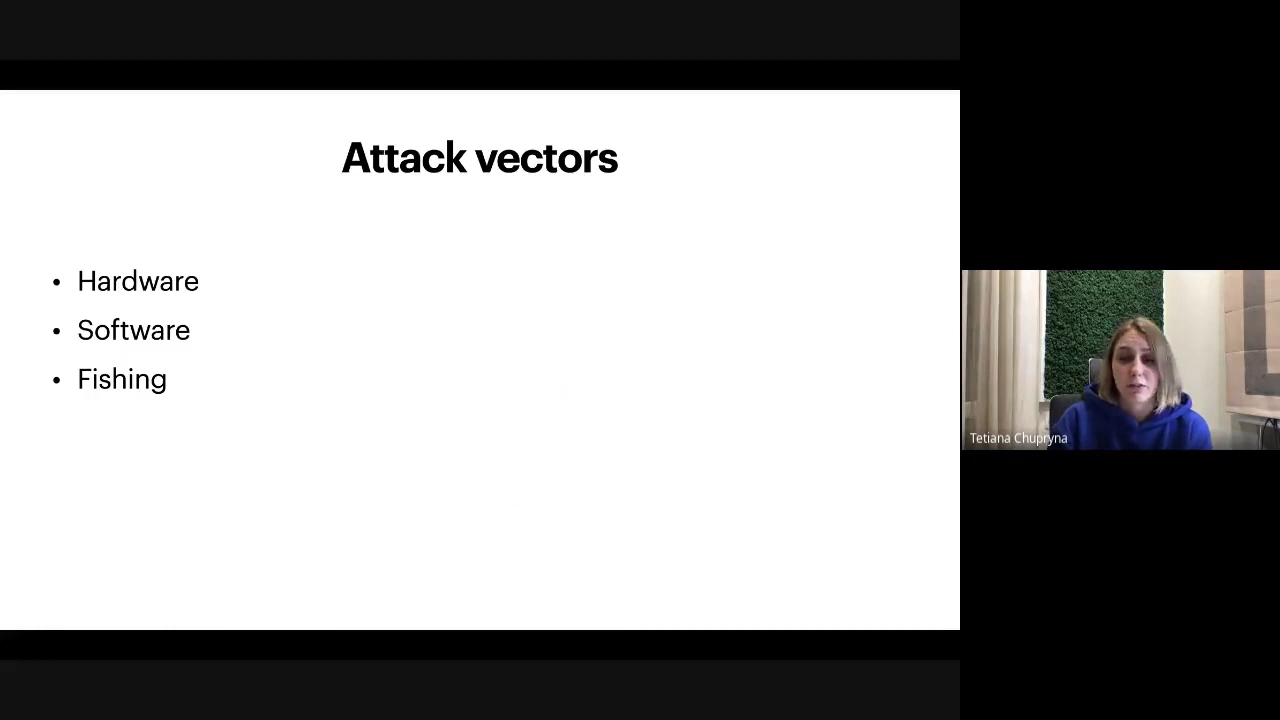 Attack vectors
• Hardware
• Software
• Fishing
Tetiana Chupryna